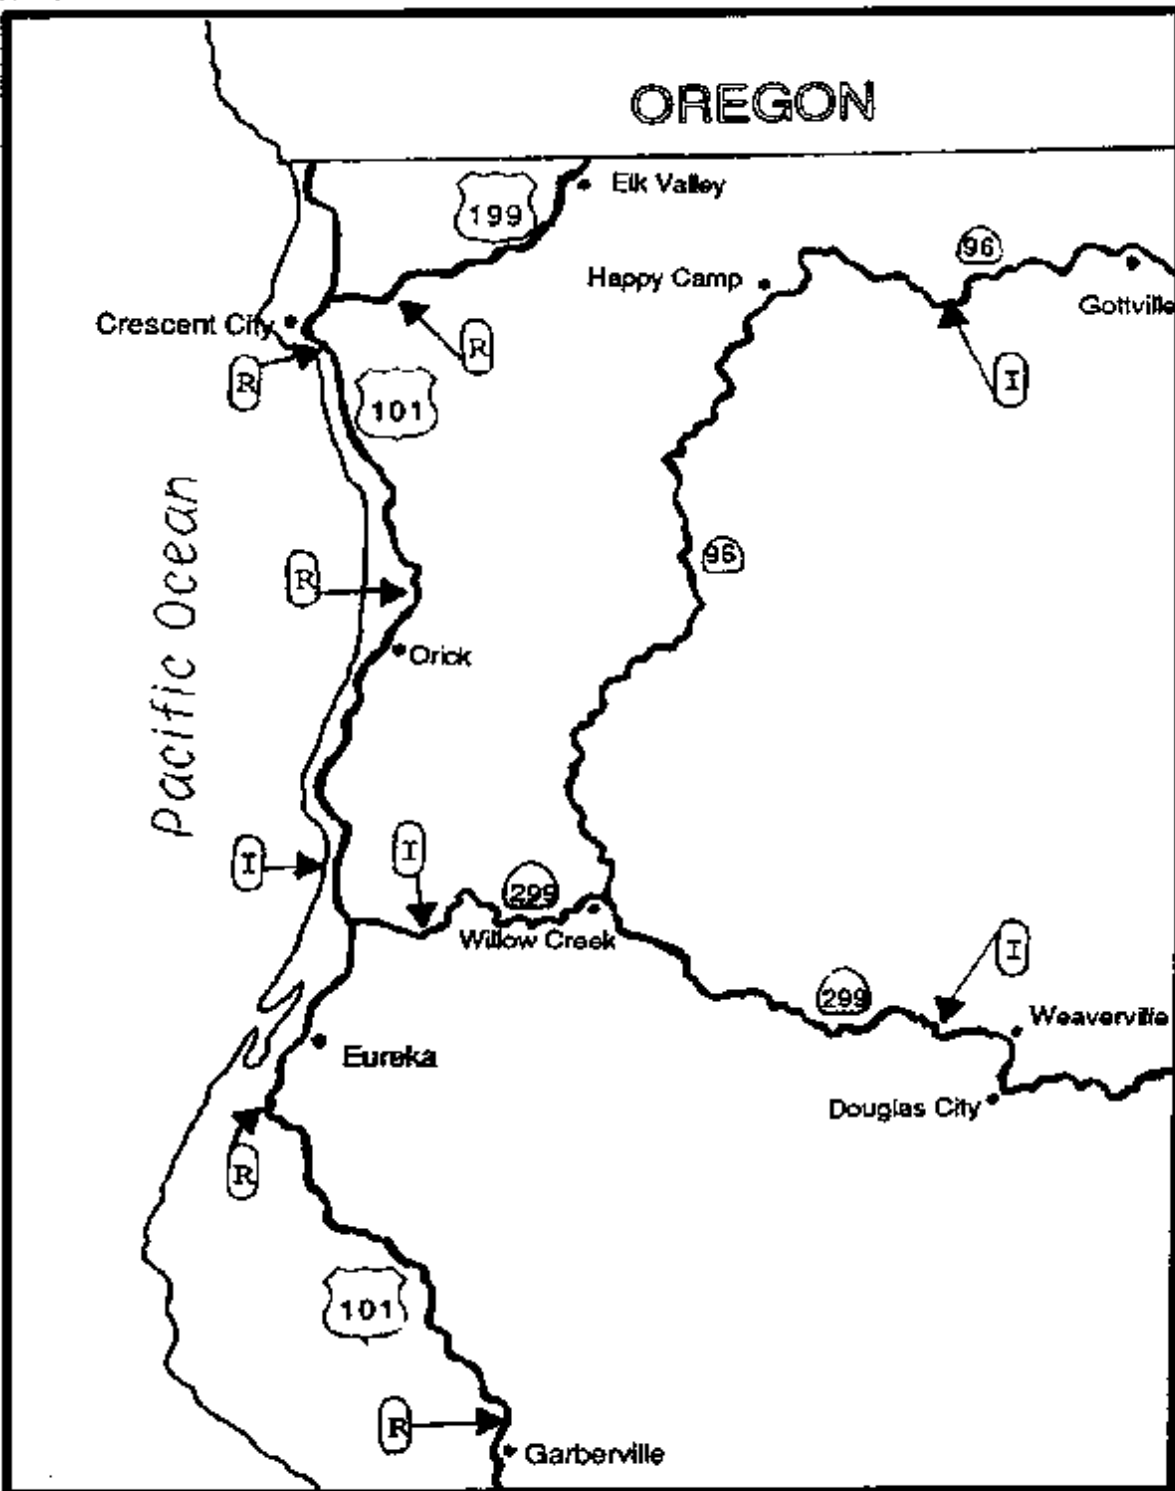 OREGON
Elk Valley
199
96
Happy Camp
Gottville
Crescent City
R
R
I
101
Pacific Ocean
96
R
Orick
I
I
299
Willow Creek
I
299
Weaverville
Eureka
Douglas City
R
101
R
Garberville